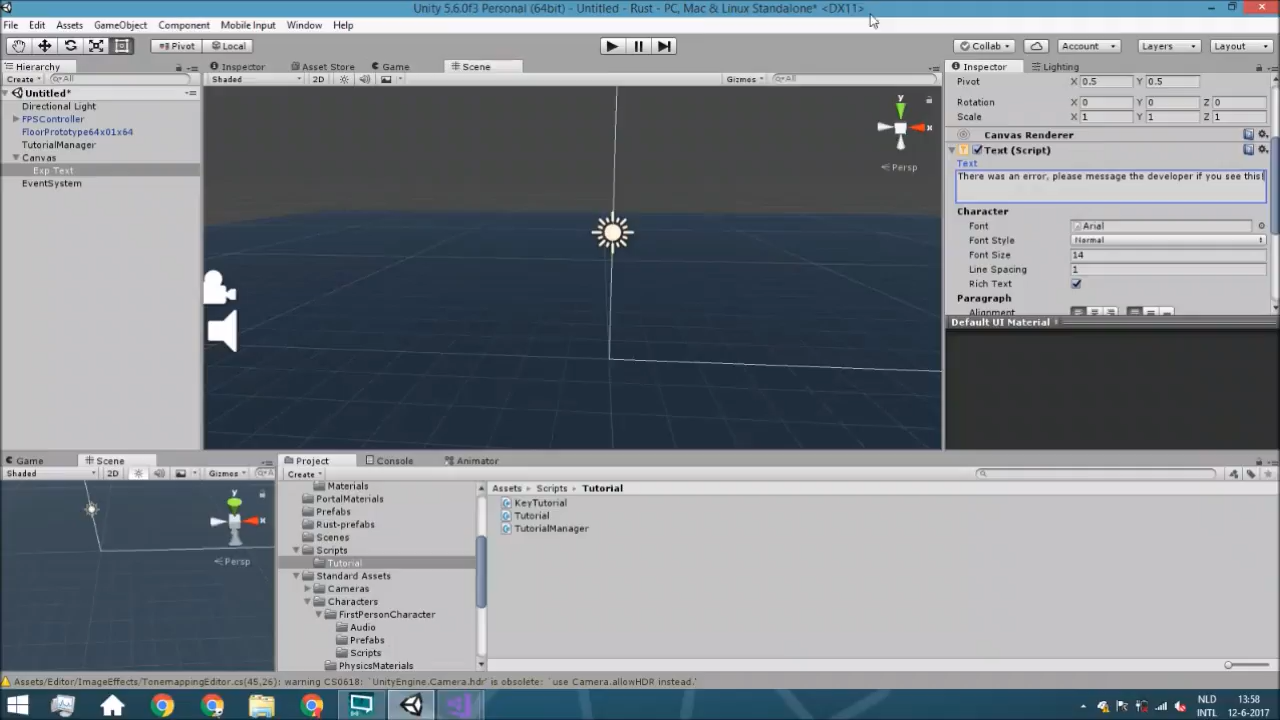 Unity 5.6.0f3 Personal (64bit) - Untitled - Rust - PC, Mac & Linux Standalone* <DX11>
File Edit Assets GameObject Component Mobile Input Window Help
Pivot Local Collab Account Layers Layout
Hierarchy Inspector Asset Store Game Scene Inspector Lighting
Create All Shaded 2D Gizmos All
Untitled*
Directional Light
FPSController
FloorPrototype64x01x64
TutorialManager
Canvas
Exp Text
EventSystem
y
x
Persp
Pivot X 0.5 Y 0.5
Rotation X 0 Y 0 Z 0
Scale X 1 Y 1 Z 1
Canvas Renderer
Text (Script)
Text
There was an error, please message the developer if you see this!
Character
Font Arial
Font Style Normal
Font Size 14
Line Spacing 1
Rich Text
Paragraph
Alignment
Default UI Material
Game Scene Project Console Animator
Shaded 2D Gizmos Create
y
x
Persp
Materials
PortalMaterials
Prefabs
Rust-prefabs
Scenes
Scripts
Tutorial
Standard Assets
Cameras
Characters
FirstPersonCharacter
Audio
Prefabs
Scripts
PhysicsMaterials
Assets Scripts Tutorial
KeyTutorial
Tutorial
TutorialManager
Assets/Editor/ImageEffects/TonemappingEditor.cs(45,26): warning CS0618: `UnityEngine.Camera.hdr' is obsolete: `use Camera.allowHDR instead.'
NLD 13:58
INTL 12-6-2017